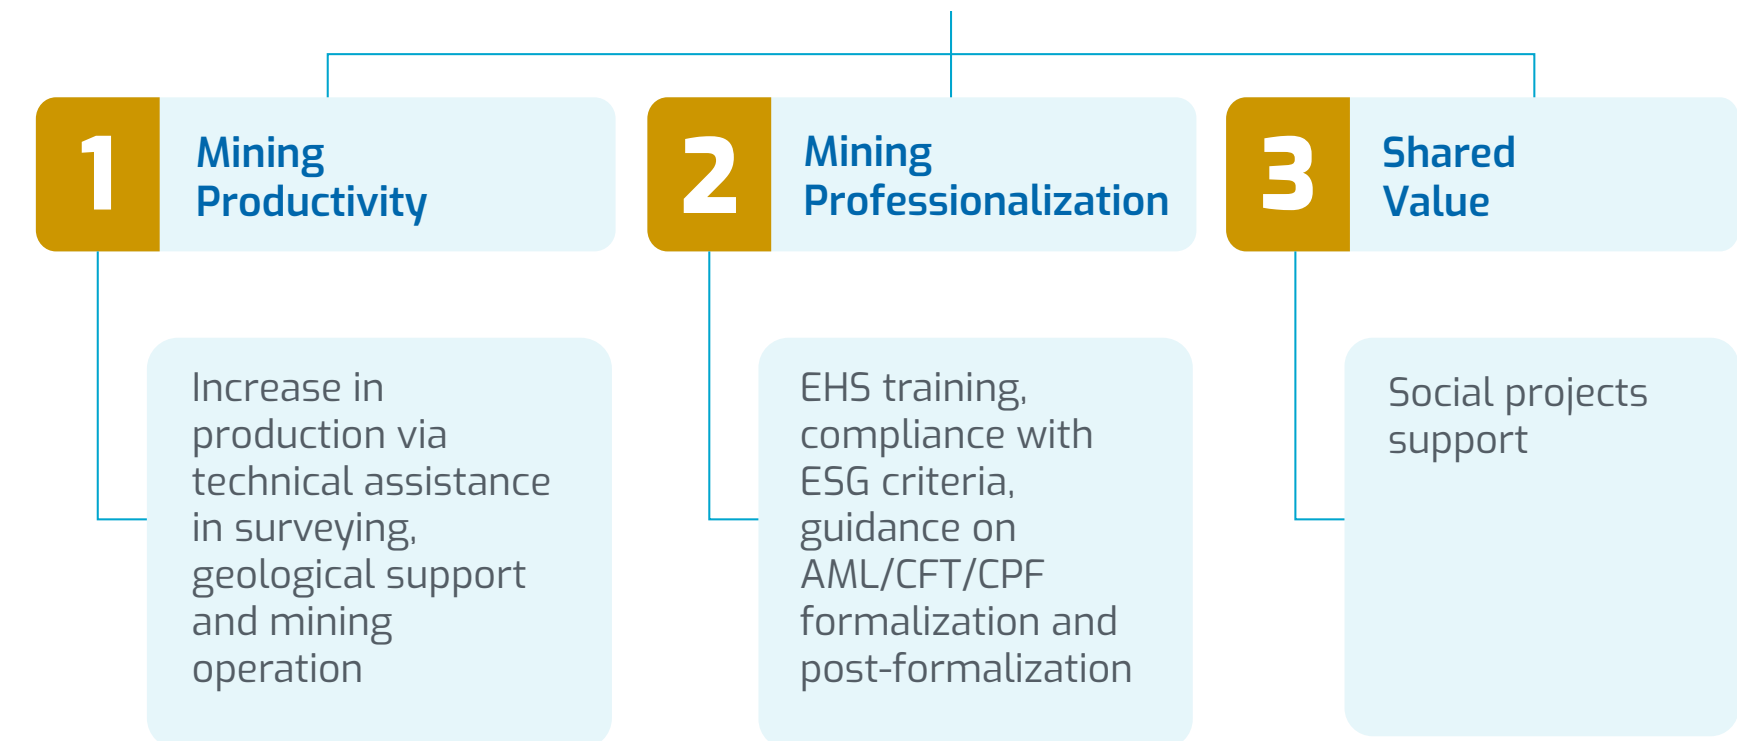 1
Mining
Productivity
Increase in
production via
technical assistance
in surveying,
geological support
and mining
operation
2
Mining
Professionalization
EHS training,
compliance with
ESG criteria,
guidance on
AML/CFT/CPF
formalization and
post-formalization
3
Shared
Value
Social projects
support